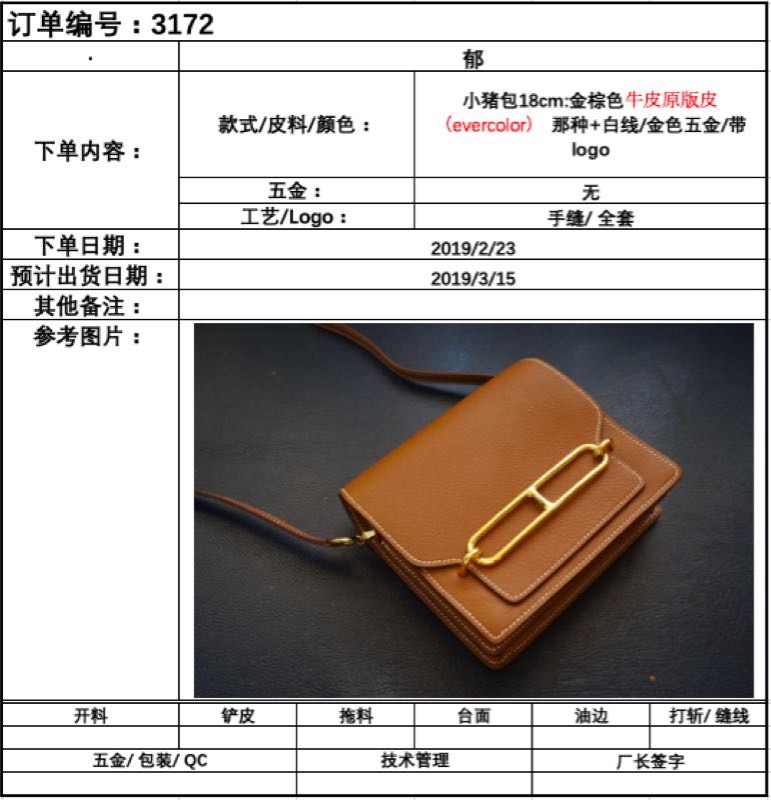 订单编号：3172
.
郁
下单内容：
款式/皮料/颜色：
小猪包18cm:金棕色牛皮原版皮
（evercolor） 那种+白线/金色五金/带
logo
五金：
无
工艺/Logo：
手缝/ 全套
下单日期：
2019/2/23
预计出货日期：
2019/3/15
其他备注：
参考图片：
开料
铲皮
拖料
台面
油边
打斩/ 缝线
五金/ 包装/ QC
技术管理
厂长签字